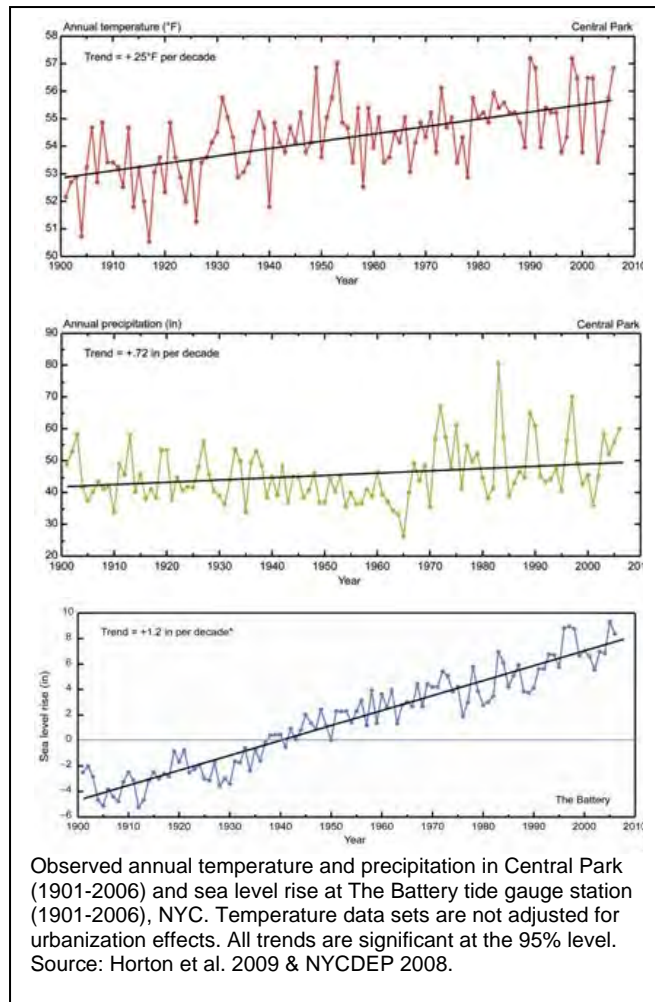 Annual temperature (°F) Central Park
Trend = +.25°F per decade
58
57
56
55
54
53
52
51
50
1900 1910 1920 1930 1940 1950 1960 1970 1980 1990 2000 2010
Year
Annual precipitation (in) Central Park
Trend = +.72 in per decade
90
80
70
60
50
40
30
20
1900 1910 1920 1930 1940 1950 1960 1970 1980 1990 2000 2010
Year
Trend = +1.2 in per decade*
Sea level rise (in)
10
8
6
4
2
0
-2
-4
-6
The Battery
1900 1910 1920 1930 1940 1950 1960 1970 1980 1990 2000 2010
Year
Observed annual temperature and precipitation in Central Park
(1901-2006) and sea level rise at The Battery tide gauge station
(1901-2006), NYC. Temperature data sets are not adjusted for
urbanization effects. All trends are significant at the 95% level.
Source: Horton et al. 2009 & NYCDEP 2008.